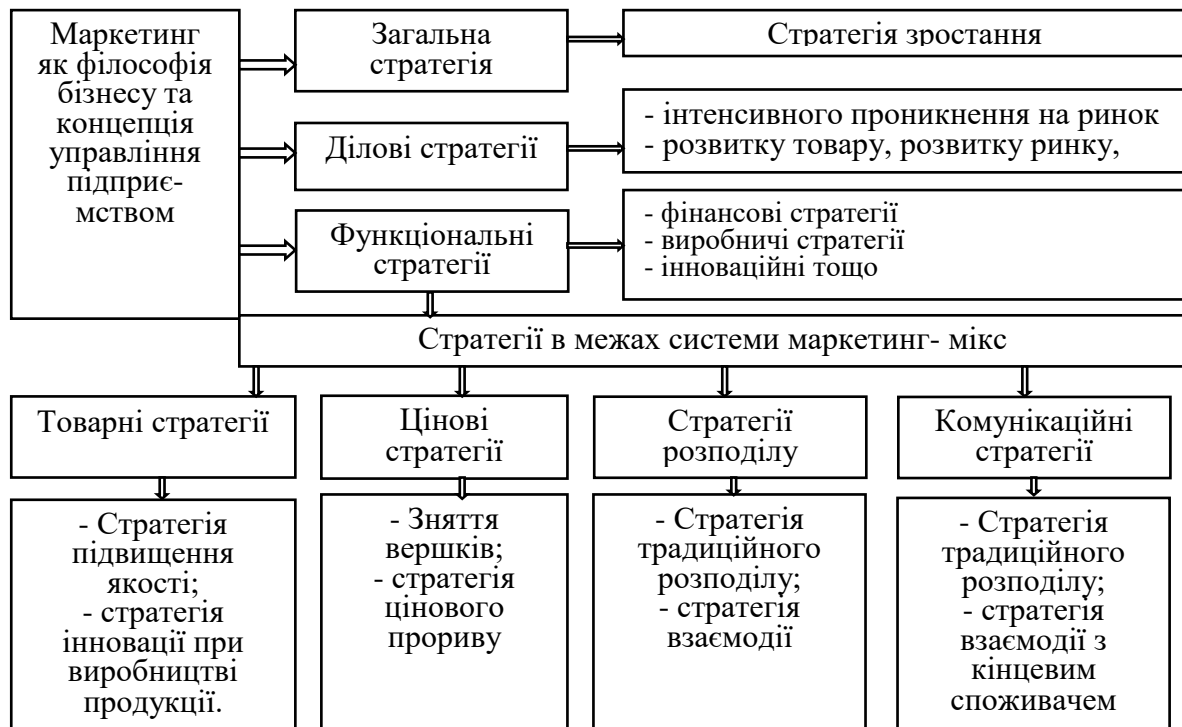 Маркетинг
як філософія
бізнесу та
концепція
управління
підприє-
мством
Загальна
стратегія
Стратегія зростання
Ділові стратегії
- інтенсивного проникнення на ринок
- розвитку товару, розвитку ринку,
Функціональні
стратегії
- фінансові стратегії
- виробничі стратегії
- інноваційні тощо
Стратегії в межах системи маркетинг- мікс
Товарні стратегії
Цінові
стратегії
Стратегії
розподілу
Комунікаційні
стратегії
- Стратегія
підвищення
якості;
- стратегія
інновації при
виробництві
продукції.
- Зняття
вершків;
- стратегія
цінового
прориву
- Стратегія
традиційного
розподілу;
- стратегія
взаємодії
- Стратегія
традиційного
розподілу;
- стратегія
взаємодії з
кінцевим
споживачем